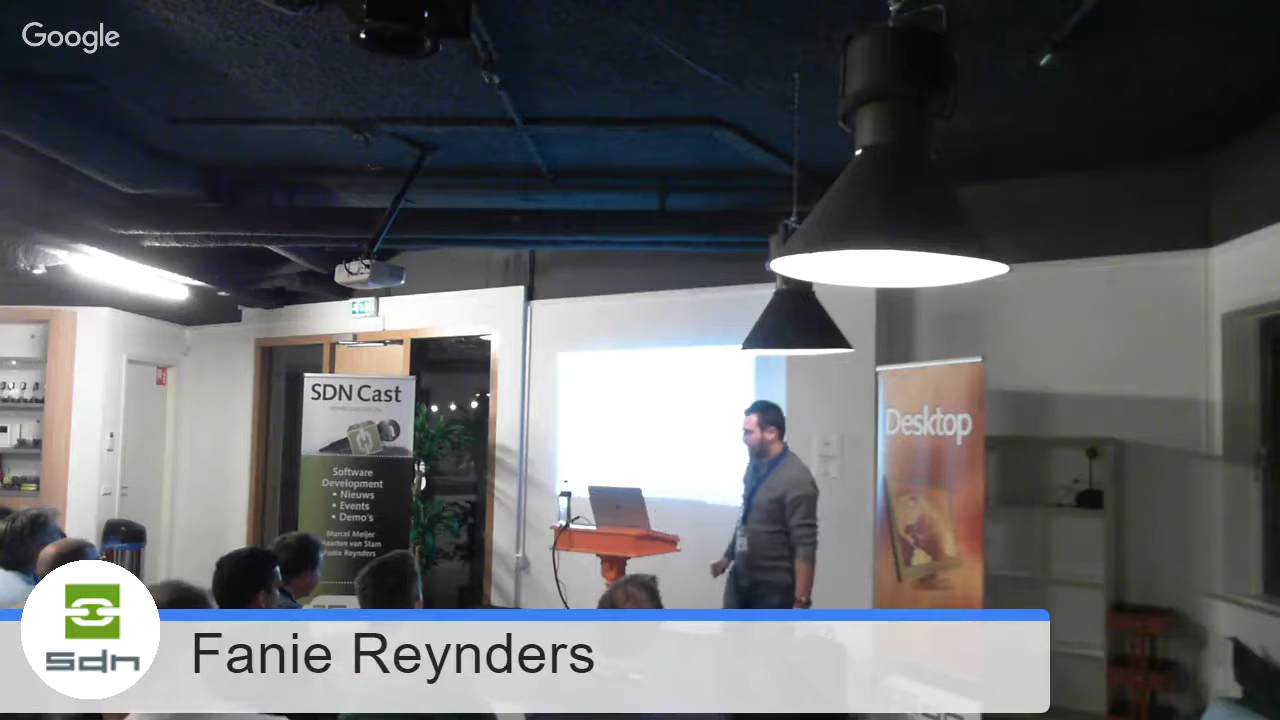 Google
SDN Cast
Software
Development
• Nieuws
• Events
• Demo's
Marcel Meijer
Maarten van Stam
Fanie Reynders
Desktop
sdn
Fanie Reynders